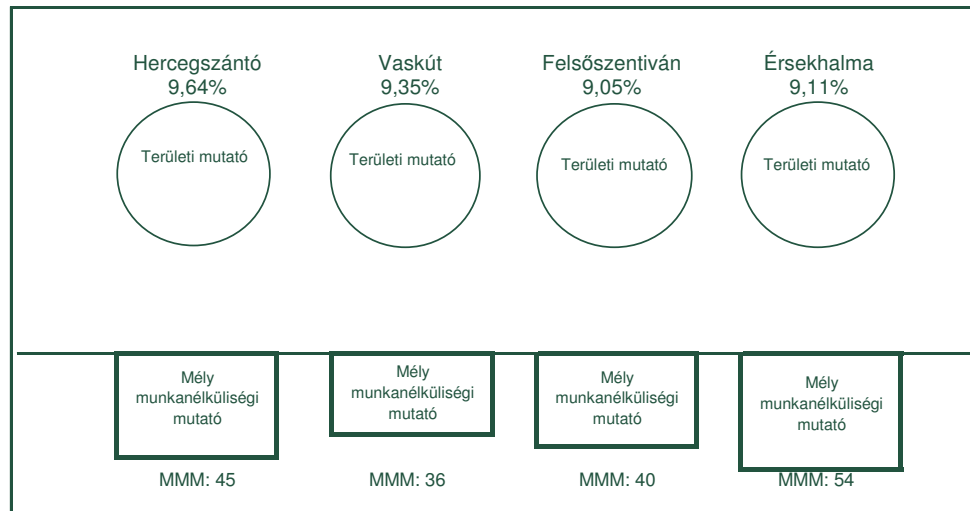 Hercegszántó
9,64%
Vaskút
9,35%
Felsőszentiván
9,05%
Érsekhalma
9,11%
Területi mutató
Területi mutató
Területi mutató
Területi mutató
Mély
munkanélküliségi
mutató
Mély
munkanélküliségi
mutató
Mély
munkanélküliségi
mutató
Mély
munkanélküliségi
mutató
MMM: 45
MMM: 36
MMM: 40
MMM: 54